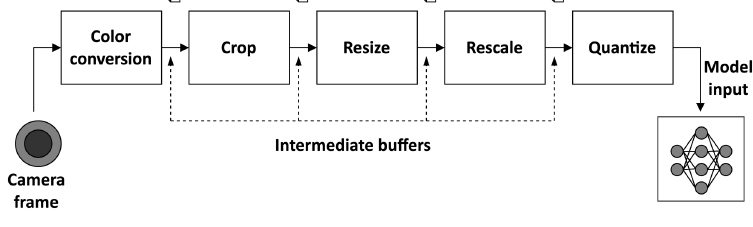 Color
conversion
Crop
Resize
Rescale
Quantize
Model
input
Intermediate buffers
Camera
frame